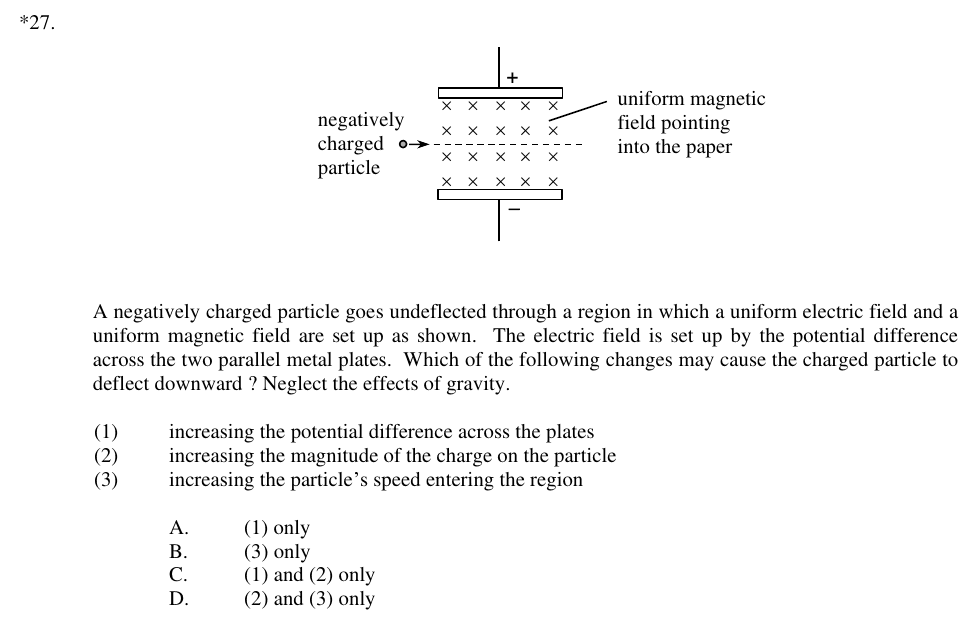 *27.
+
uniform magnetic
field pointing
into the paper
negatively
charged
particle
× × × × ×
× × × × ×
× × × × ×
× × × × ×
−
A negatively charged particle goes undeflected through a region in which a uniform electric field and a
uniform magnetic field are set up as shown. The electric field is set up by the potential difference
across the two parallel metal plates. Which of the following changes may cause the charged particle to
deflect downward ? Neglect the effects of gravity.
(1) increasing the potential difference across the plates
(2) increasing the magnitude of the charge on the particle
(3) increasing the particle’s speed entering the region
A. (1) only
B. (3) only
C. (1) and (2) only
D. (2) and (3) only